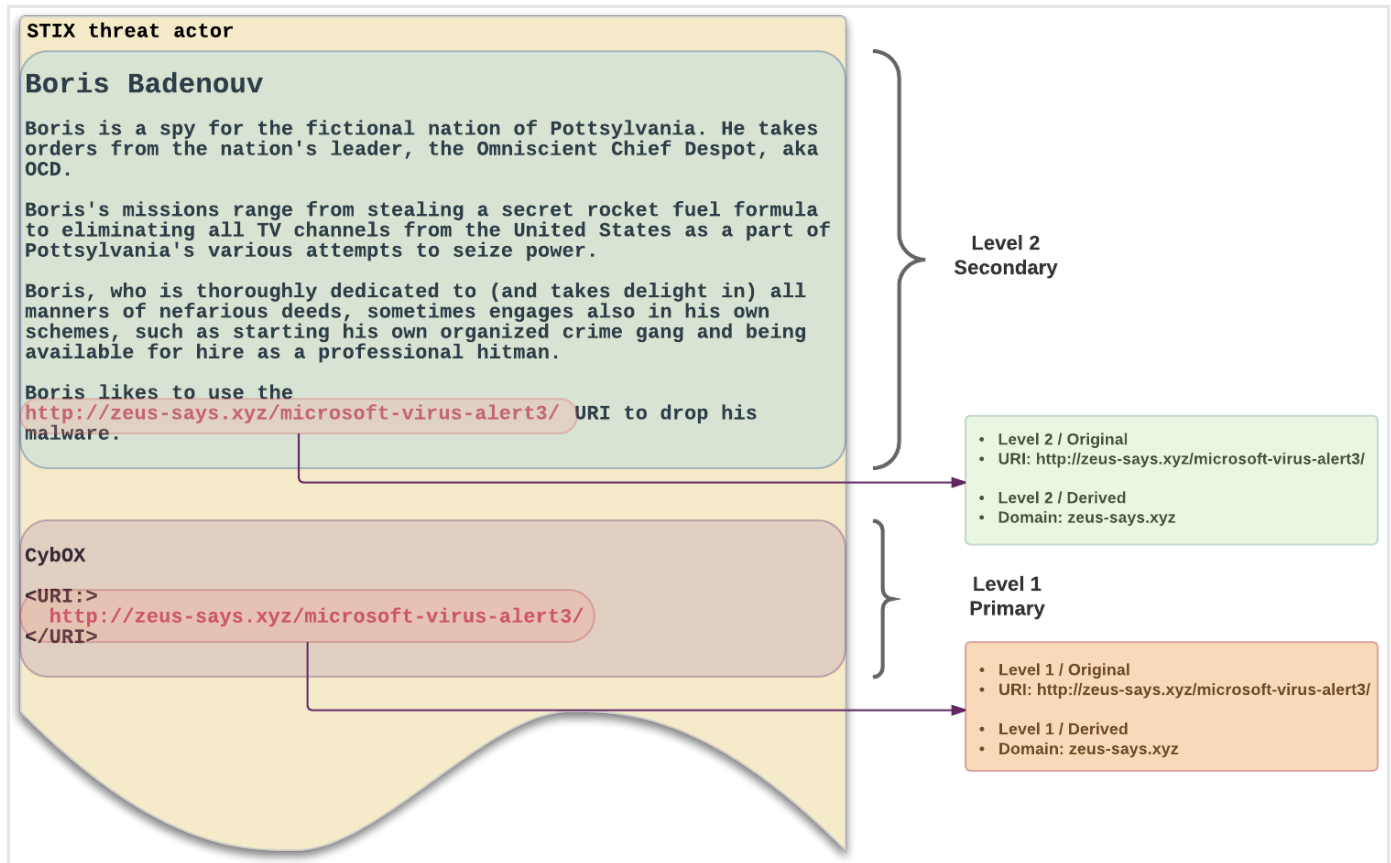 STIX threat actor
Boris Badenouv
Boris is a spy for the fictional nation of Pottsylvania. He takes
orders from the nation's leader, the Omniscient Chief Despot, aka
OCD.
Boris's missions range from stealing a secret rocket fuel formula
to eliminating all TV channels from the United States as a part of
Pottsylvania's various attempts to seize power.
Boris, who is thoroughly dedicated to (and takes delight in) all
manners of nefarious deeds, sometimes engages also in his own
schemes, such as starting his own organized crime gang and being
available for hire as a professional hitman.
Boris likes to use the
http://zeus-says.xyz/microsoft-virus-alert3/ URI to drop his
malware.
Level 2
Secondary
• Level 2 / Original
• URI: http://zeus-says.xyz/microsoft-virus-alert3/
• Level 2 / Derived
• Domain: zeus-says.xyz
CybOX
<URI:>
http://zeus-says.xyz/microsoft-virus-alert3/
</URI>
Level 1
Primary
• Level 1 / Original
• URI: http://zeus-says.xyz/microsoft-virus-alert3/
• Level 1 / Derived
• Domain: zeus-says.xyz